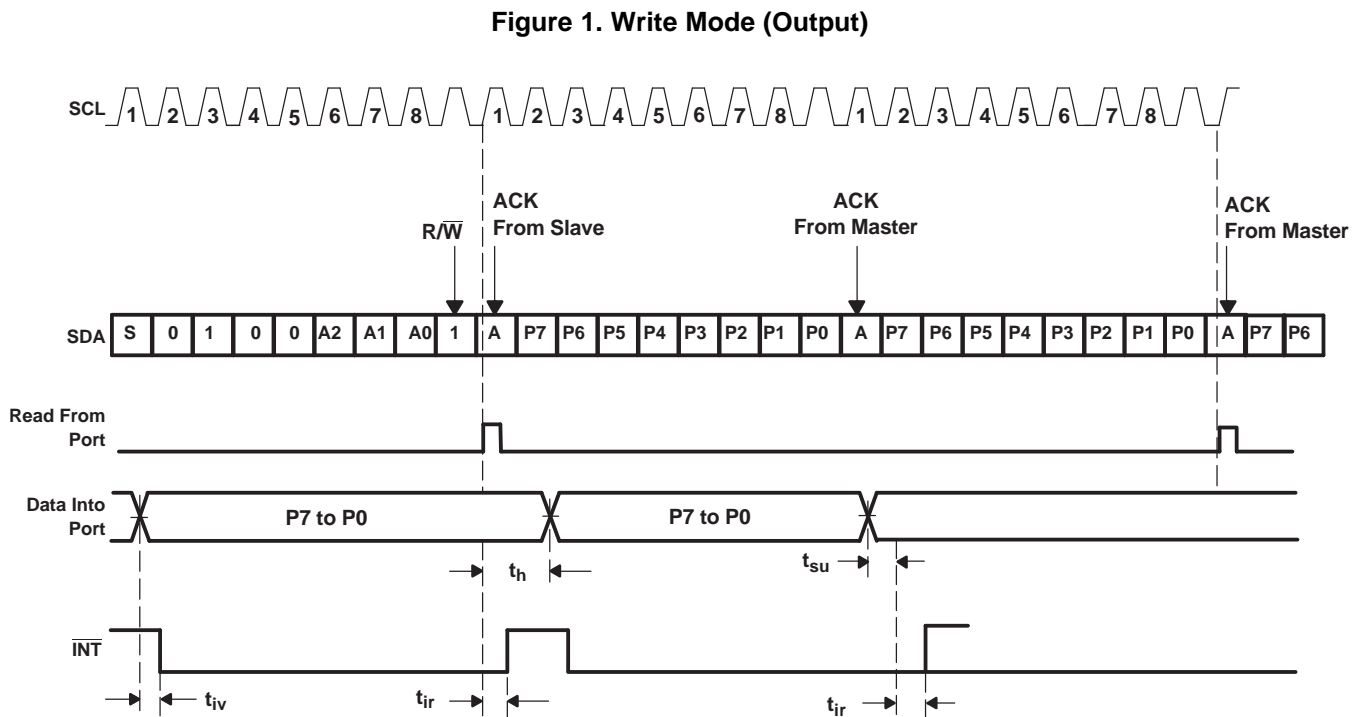 Figure 1. Write Mode (Output)
SCL 1 2 3 4 5 6 7 8 1 2 3 4 5 6 7 8 1 2 3 4 5 6 7 8
R/W̅
ACK
From Slave
ACK
From Master
ACK
From Master
SDA S 0 1 0 0 A2 A1 A0 1 A P7 P6 P5 P4 P3 P2 P1 P0 A P7 P6 P5 P4 P3 P2 P1 P0 A P7 P6
Read From
Port
Data Into
Port
P7 to P0 P7 to P0
th tsu
INT
tiv tir tir